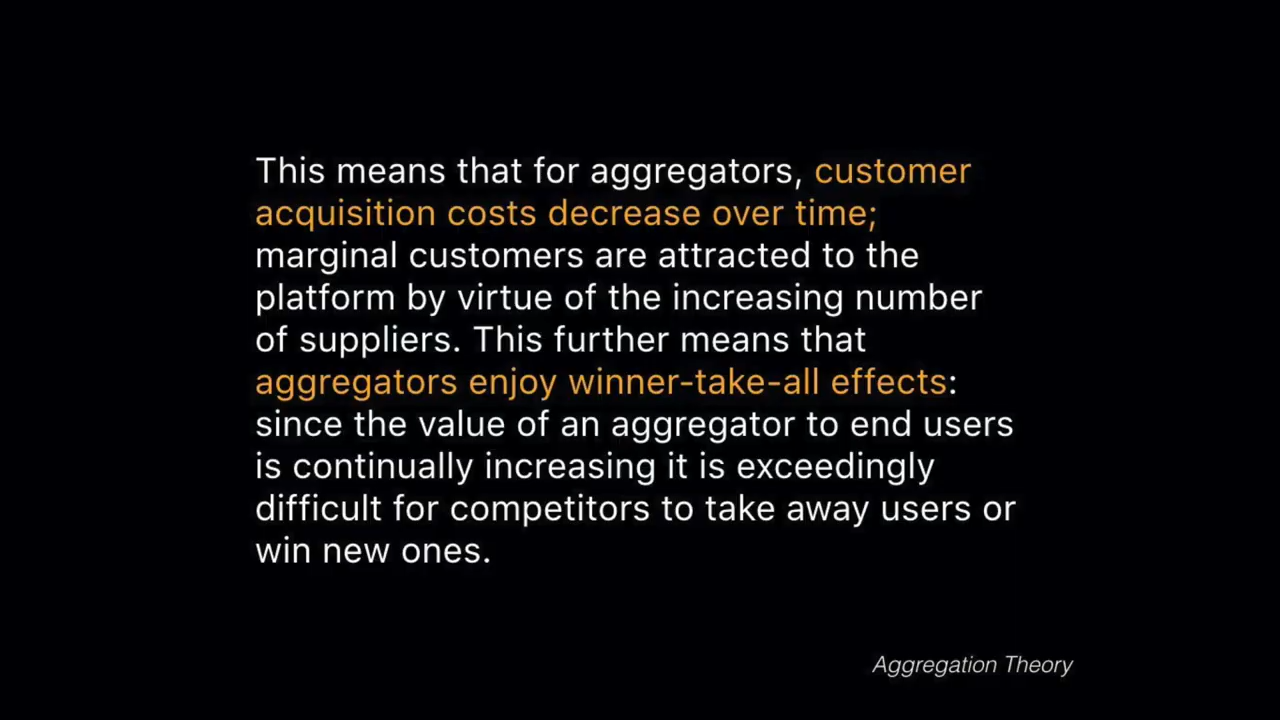 This means that for aggregators, customer
acquisition costs decrease over time;
marginal customers are attracted to the
platform by virtue of the increasing number
of suppliers. This further means that
aggregators enjoy winner-take-all effects:
since the value of an aggregator to end users
is continually increasing it is exceedingly
difficult for competitors to take away users or
win new ones.
Aggregation Theory